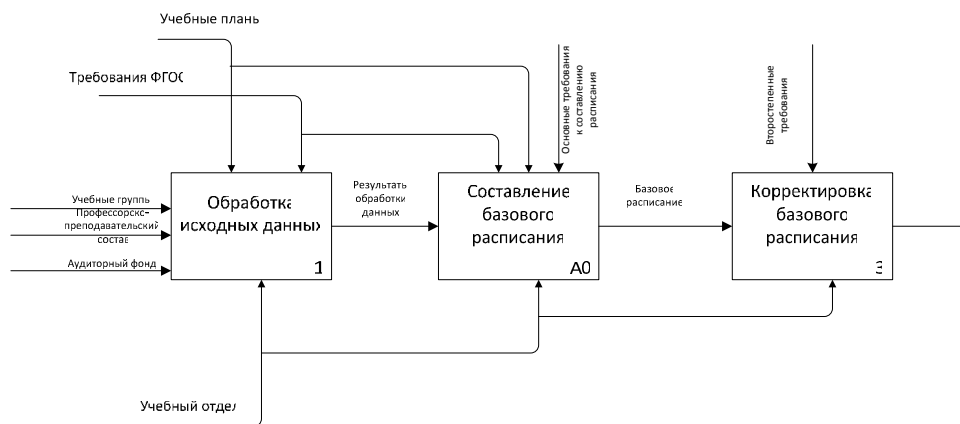 Учебные планы
Требования ФГОС
Основные требования
к составлению
расписания
Второстепенные
требования
Учебные группы
Профессорско-
преподавательский
состав
Аудиторный фонд
Обработка
исходных данных
1
Результаты
обработки
данных
Составление
базового
расписания
A0
Базовое
расписание
Корректировка
базового
расписания
3
Учебный отдел